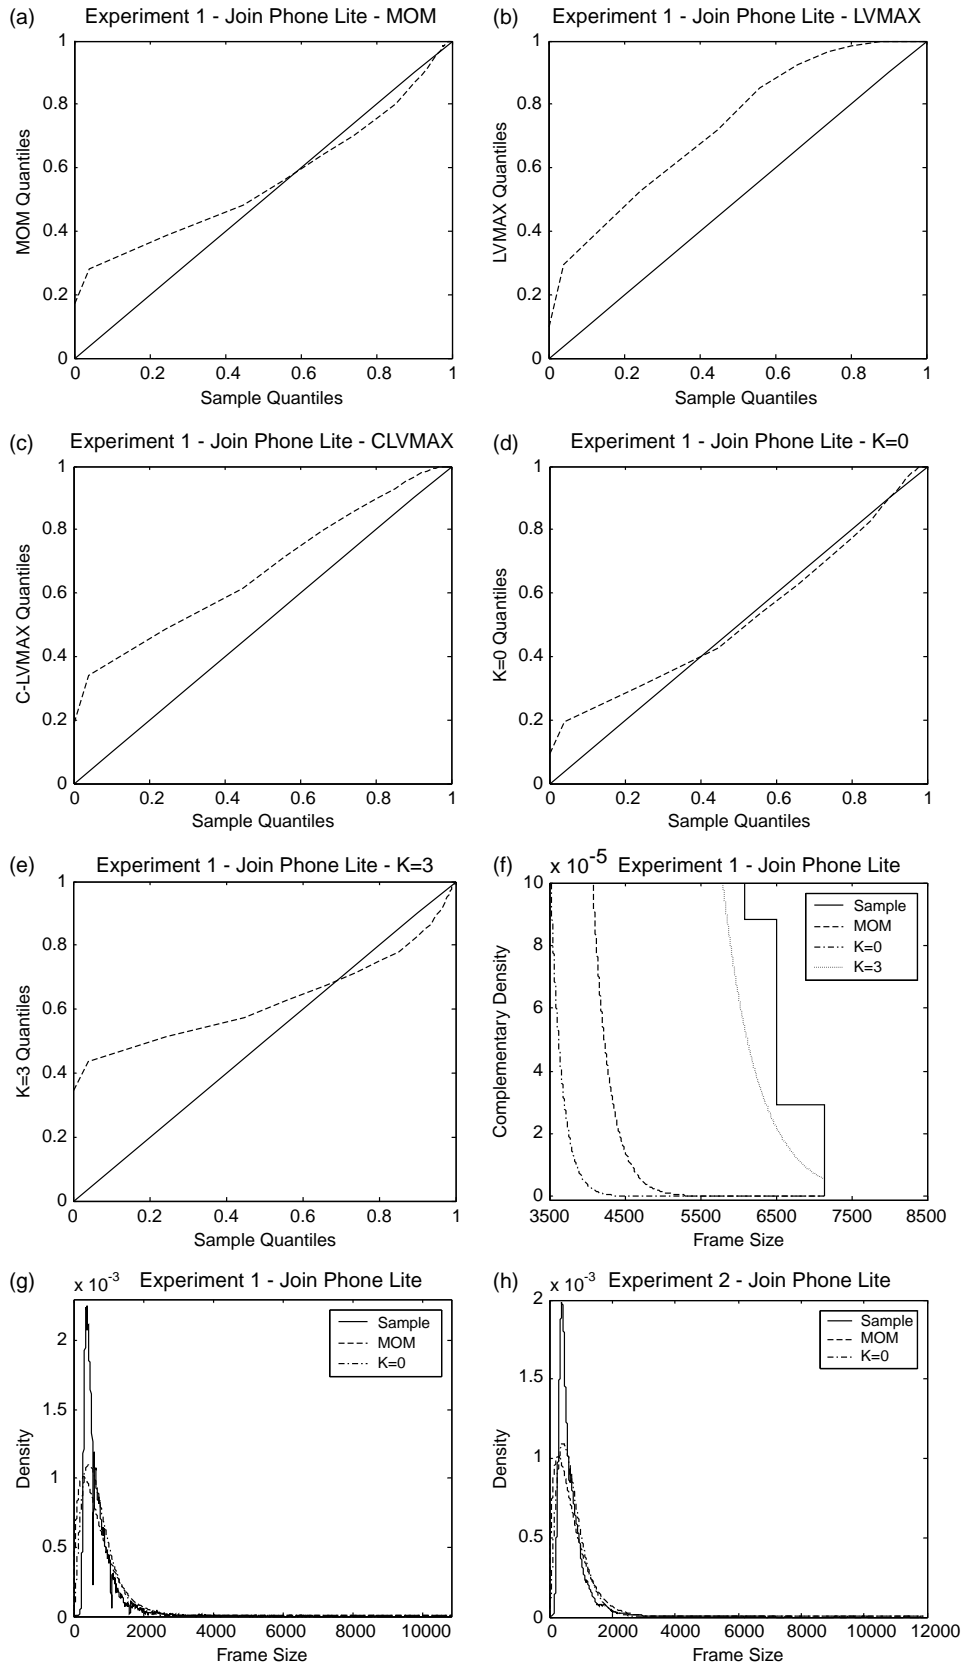 (a) Experiment 1 - Join Phone Lite - MOM
1
0.8
0.6
0.4
0.2
0
MOM Quantiles
0 0.2 0.4 0.6 0.8 1
Sample Quantiles
(b) Experiment 1 - Join Phone Lite - LVMAX
1
0.8
0.6
0.4
0.2
0
LVMAX Quantiles
0 0.2 0.4 0.6 0.8 1
Sample Quantiles
(c) Experiment 1 - Join Phone Lite - CLVMAX
1
0.8
0.6
0.4
0.2
0
C-LVMAX Quantiles
0 0.2 0.4 0.6 0.8 1
Sample Quantiles
(d) Experiment 1 - Join Phone Lite - K=0
1
0.8
0.6
0.4
0.2
0
K=0 Quantiles
0 0.2 0.4 0.6 0.8 1
Sample Quantiles
(e) Experiment 1 - Join Phone Lite - K=3
1
0.8
0.6
0.4
0.2
0
K=3 Quantiles
0 0.2 0.4 0.6 0.8 1
Sample Quantiles
(f) x 10-5 Experiment 1 - Join Phone Lite
10
8
6
4
2
0
Complementary Density
Sample
MOM
K=0
K=3
3500 4500 5500 6500 7500 8500
Frame Size
(g) x 10-3 Experiment 1 - Join Phone Lite
2
1.5
1
0.5
0
Density
Sample
MOM
K=0
0 2000 4000 6000 8000 10000
Frame Size
(h) x 10-3 Experiment 2 - Join Phone Lite
2
1.5
1
0.5
0
Density
Sample
MOM
K=0
0 2000 4000 6000 8000 10000 12000
Frame Size